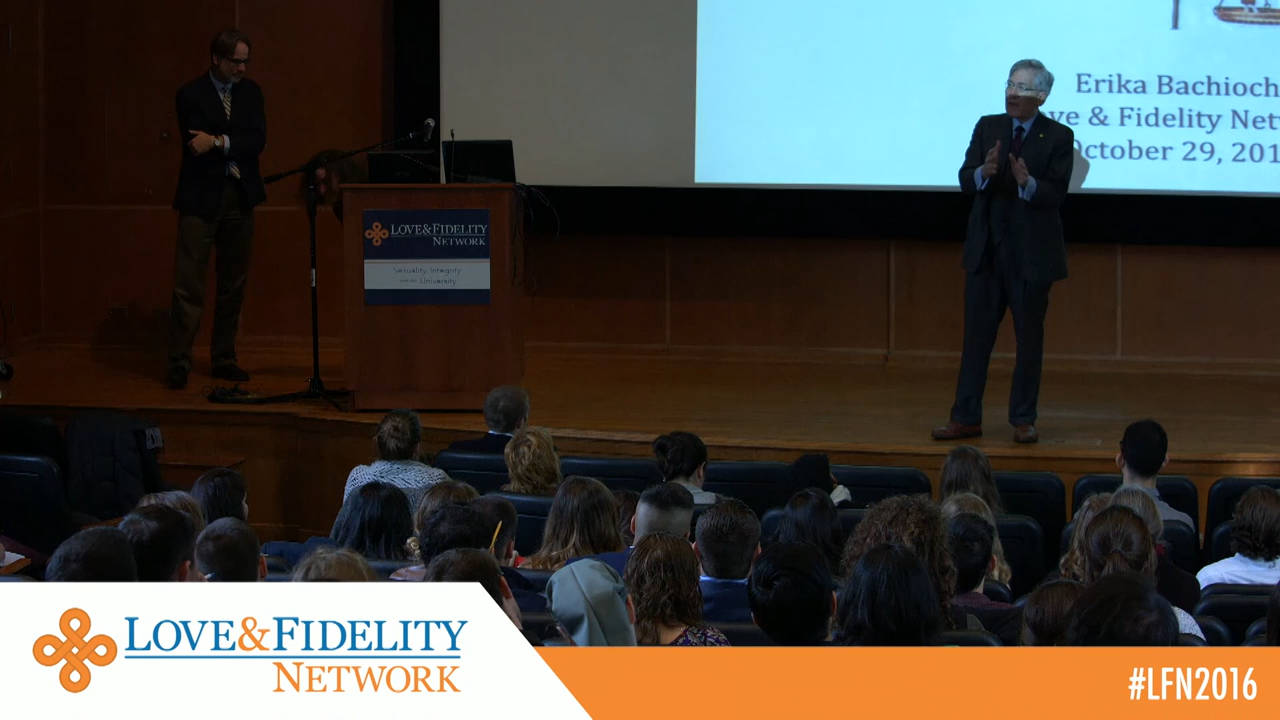 Erika Bachioch
ve & Fidelity Net
October 29, 201
LOVE&FIDELITY
NETWORK
Sexuality, Integrity
University
LOVE&FIDELITY
NETWORK
#LFN2016